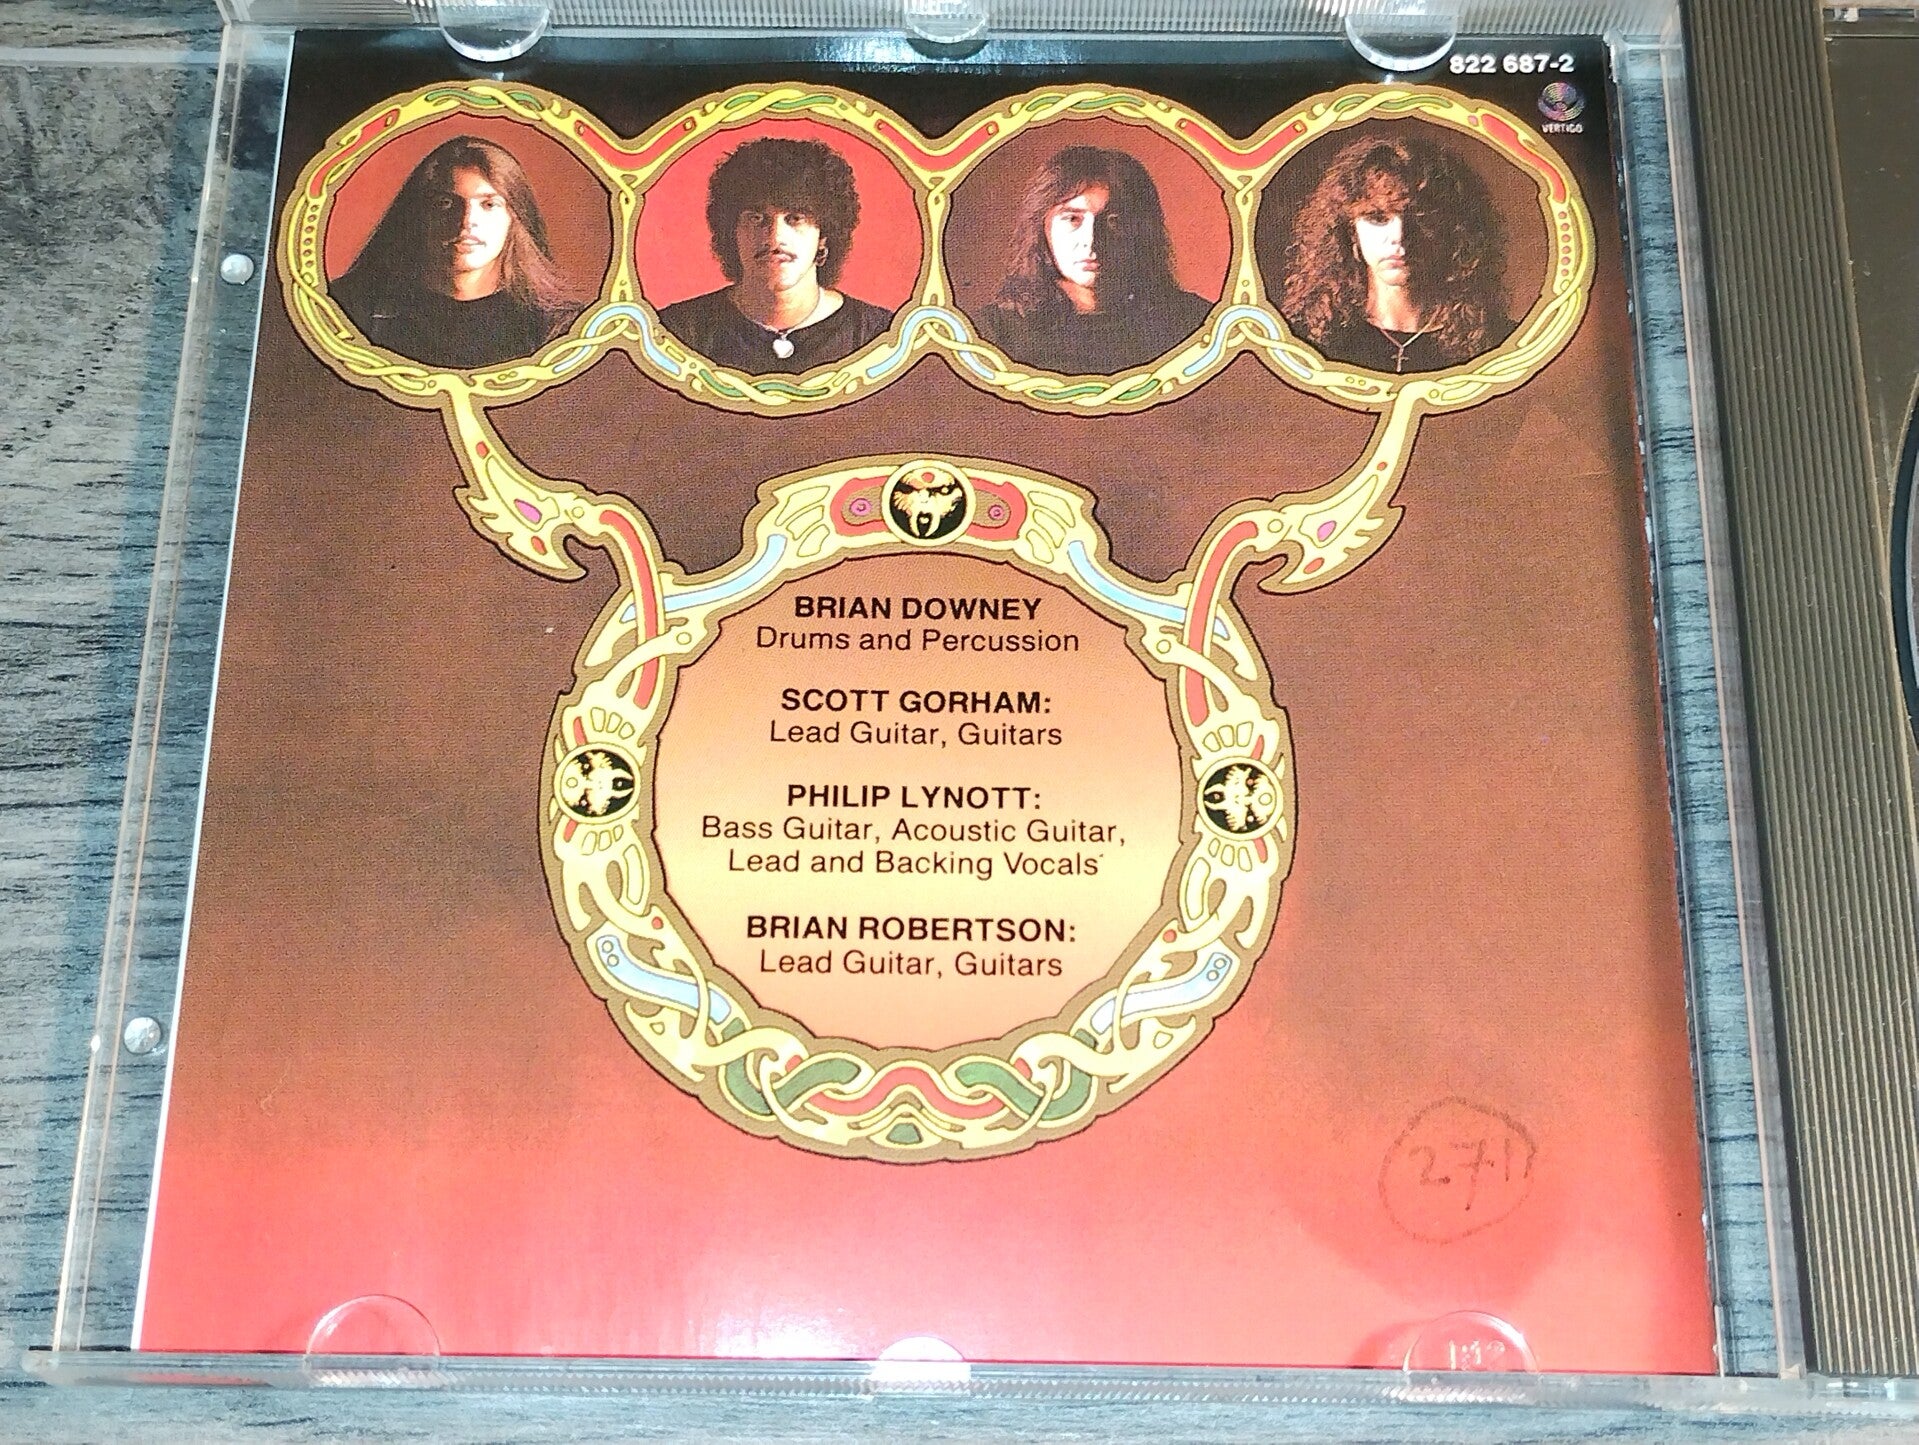 822 687-2
VERTIGO
BRIAN DOWNEY
Drums and Percussion
SCOTT GORHAM:
Lead Guitar, Guitars
PHILIP LYNOTT:
Bass Guitar, Acoustic Guitar,
Lead and Backing Vocals
BRIAN ROBERTSON:
Lead Guitar, Guitars